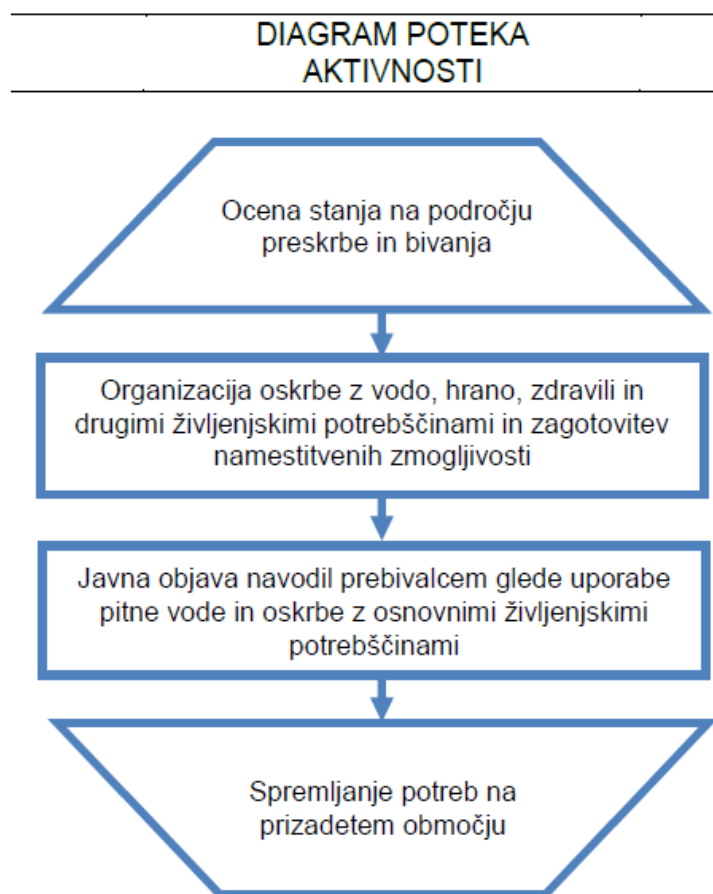 DIAGRAM POTEKA
AKTIVNOSTI
Ocena stanja na področju
preskrbe in bivanja
Organizacija oskrbe z vodo, hrano, zdravili in
drugimi življenjskimi potrebščinami in zagotovitev
namestitvenih zmogljivosti
Javna objava navodil prebivalcem glede uporabe
pitne vode in oskrbe z osnovnimi življenjskimi
potrebščinami
Spremljanje potreb na
prizadetem območju